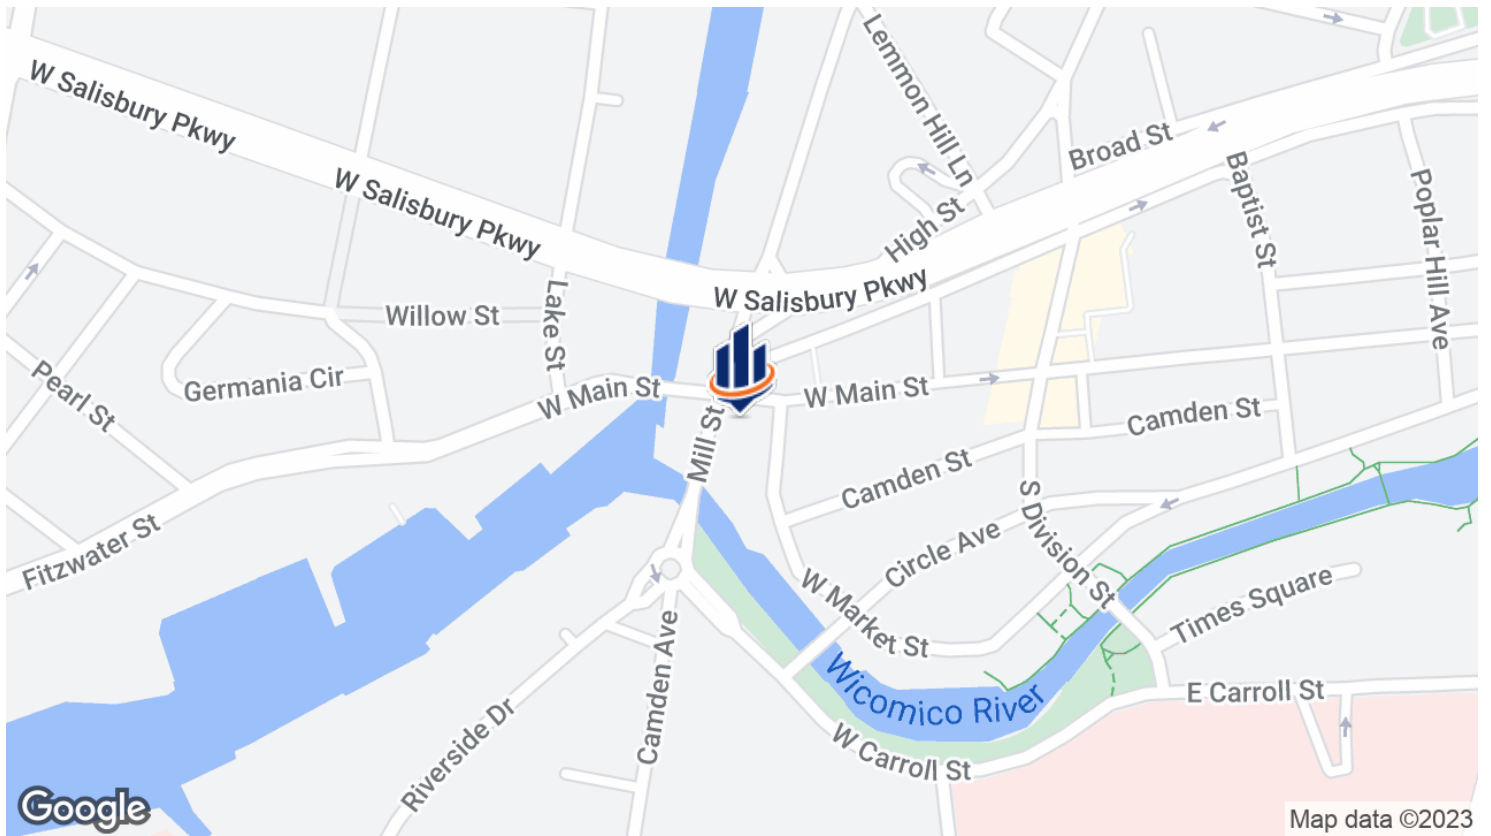 Lemmon Hill Ln
W Salisbury Pkwy
Broad St
W Salisbury Pkwy
Baptist St
Poplar Hill Ave
High St
W Salisbury Pkwy
Willow St
Lake St
Pearl St
Germania Cir
W Main St
W Main St
Camden St
Mill St
Camden St
S Division St
Fitzwater St
Circle Ave
W Market St
Times Square
Camden Ave
Wicomico River
E Carroll St
Riverside Dr
W Carroll St
Google
Map data ©2023